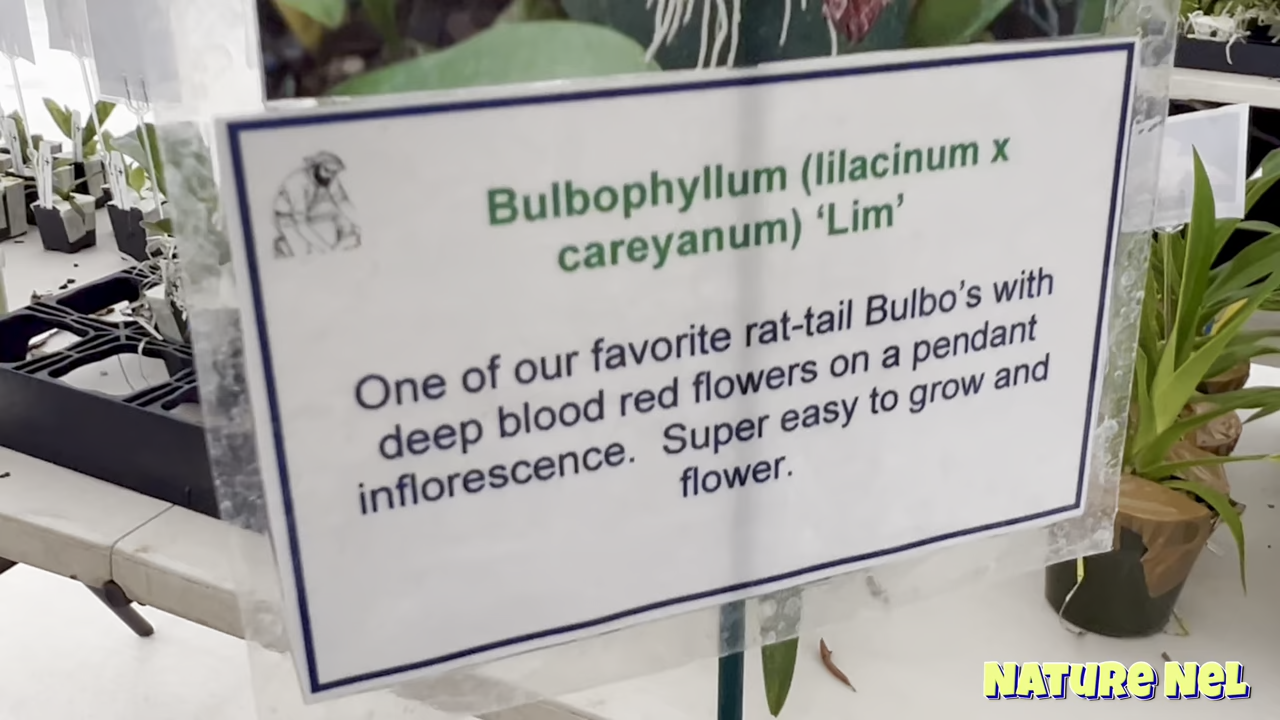 Bulbophyllum (lilacinum x
careyanum) ‘Lim’
One of our favorite rat-tail Bulbo’s with
deep blood red flowers on a pendant
inflorescence. Super easy to grow and
flower.
NATURE NEL